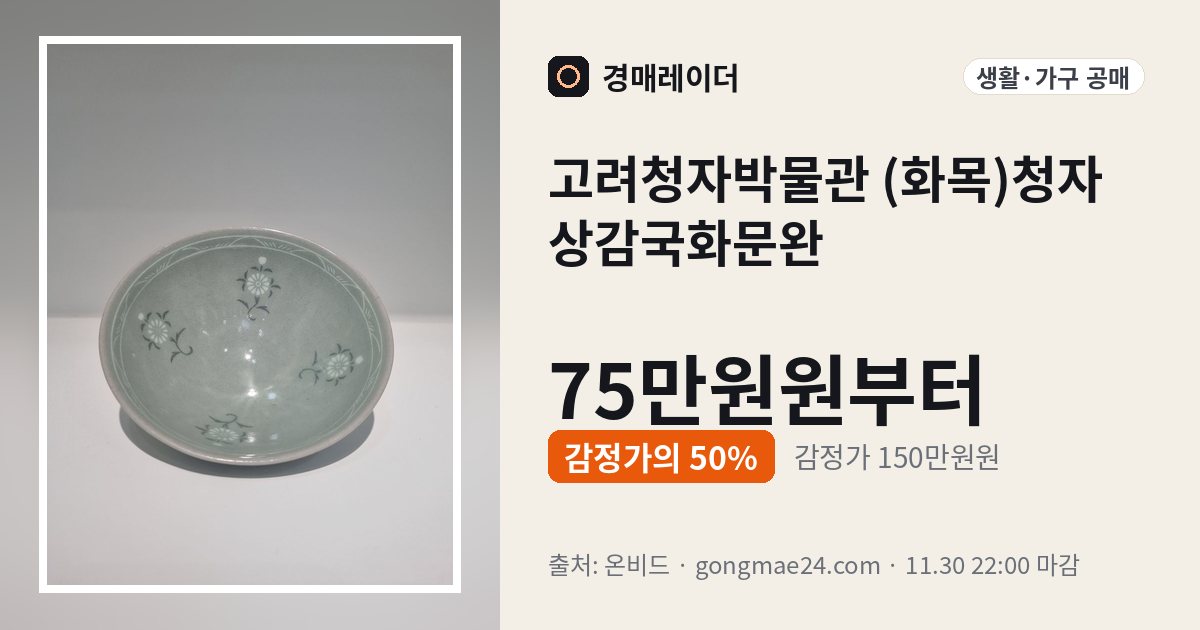 경매레이더
생활·가구 공매
고려청자박물관 (화목)청자
상감국화문완
75만원원부터
감정가의 50% 감정가 150만원원
출처: 온비드 · gongmae24.com · 11.30 22:00 마감